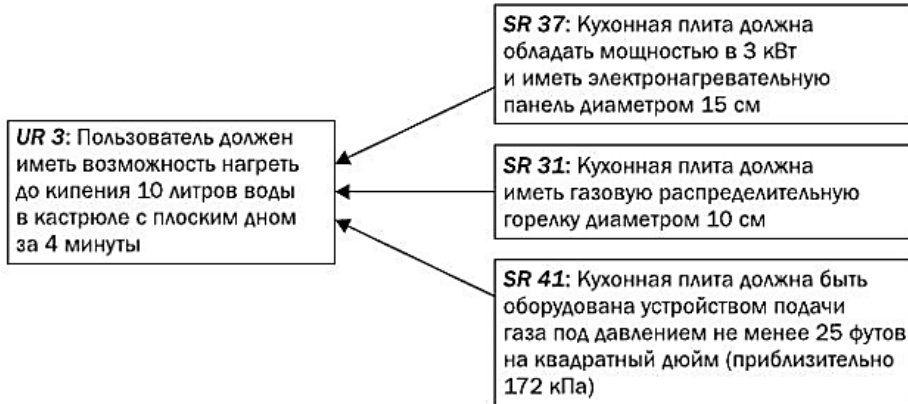 UR 3: Пользователь должен
иметь возможность нагреть
до кипения 10 литров воды
в кастрюле с плоским дном
за 4 минуты
SR 37: Кухонная плита должна
обладать мощностью в 3 кВт
и иметь электронагревательную
панель диаметром 15 см
SR 31: Кухонная плита должна
иметь газовую распределительную
горелку диаметром 10 см
SR 41: Кухонная плита должна быть
оборудована устройством подачи
газа под давлением не менее 25 футов
на квадратный дюйм (приблизительно
172 кПа)